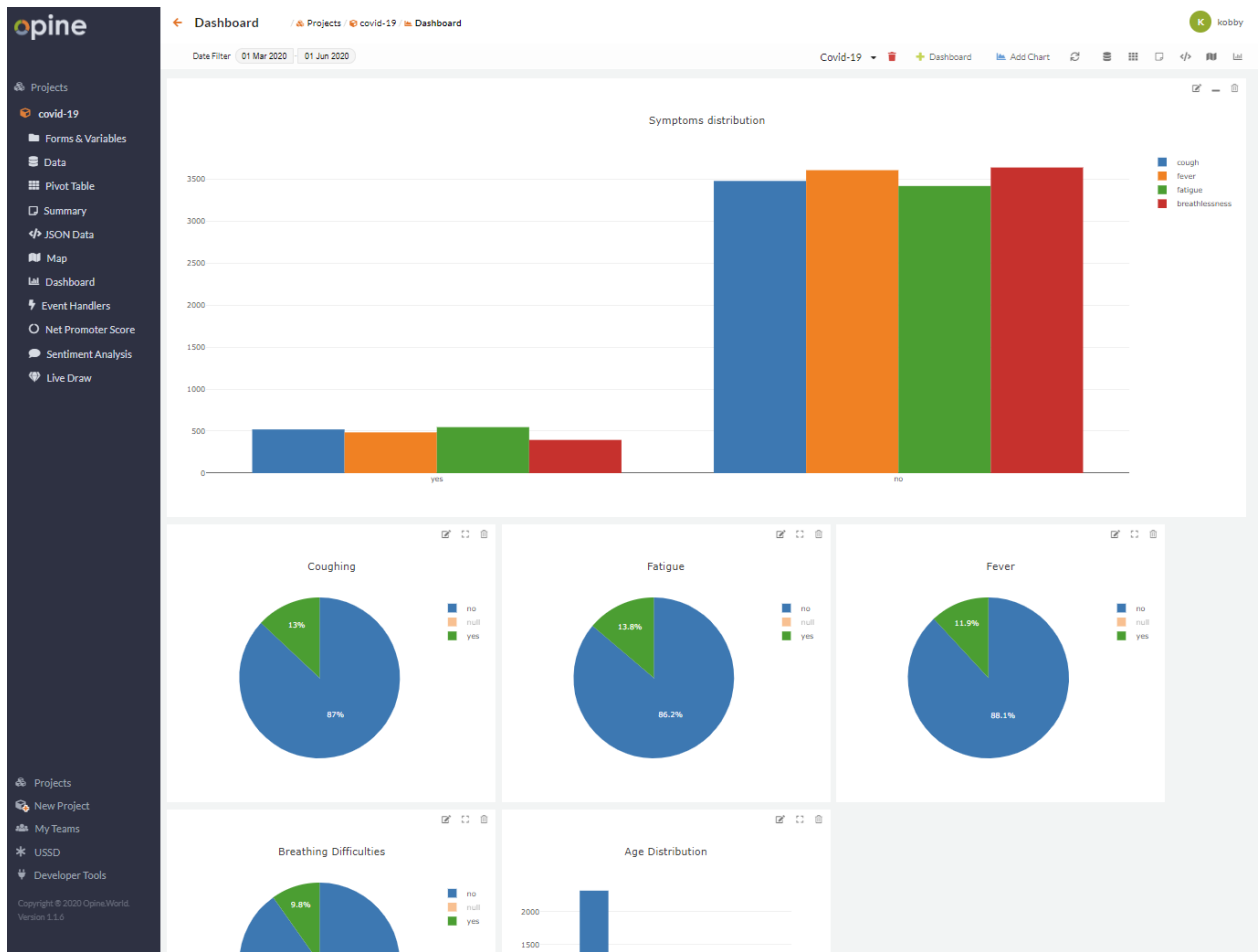 opine
Projects
covid-19
Forms & Variables
Data
Pivot Table
Summary
JSON Data
Map
Dashboard
Event Handlers
Net Promoter Score
Sentiment Analysis
Live Draw
Projects
New Project
My Teams
USSD
Developer Tools
Copyright © 2020 Opine.World.
Version 1.1.6
Dashboard / Projects / covid-19 / Dashboard
K kobby
Date Filter 01 Mar 2020 01 Jun 2020
Covid-19 Dashboard Add Chart
Symptoms distribution
cough
fever
fatigue
breathlessness
3500
3000
2500
2000
1500
1000
500
0
yes no
Coughing
13%
87%
no
null
yes
Fatigue
13.8%
86.2%
no
null
yes
Fever
11.9%
88.1%
no
null
yes
Breathing Difficulties
9.8%
no
null
yes
Age Distribution
2000
1500